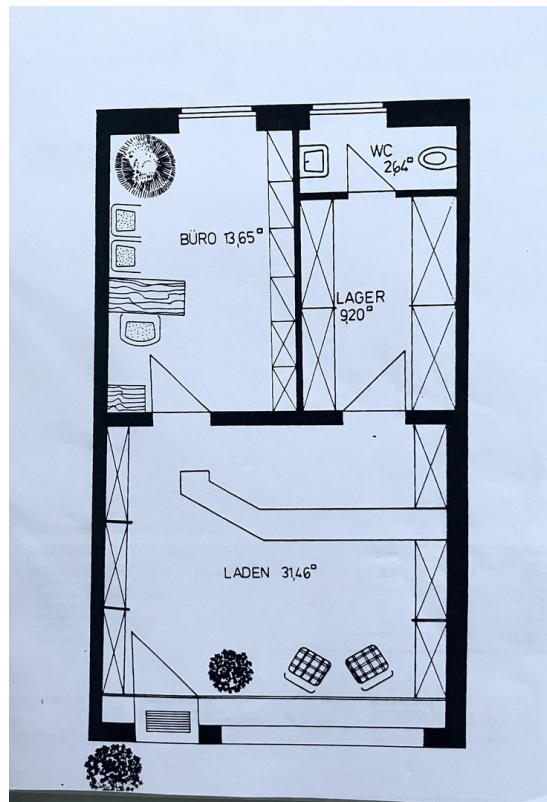 WC
2,64□
BÜRO 13,65□
LAGER
9,20□
LADEN 31,46□